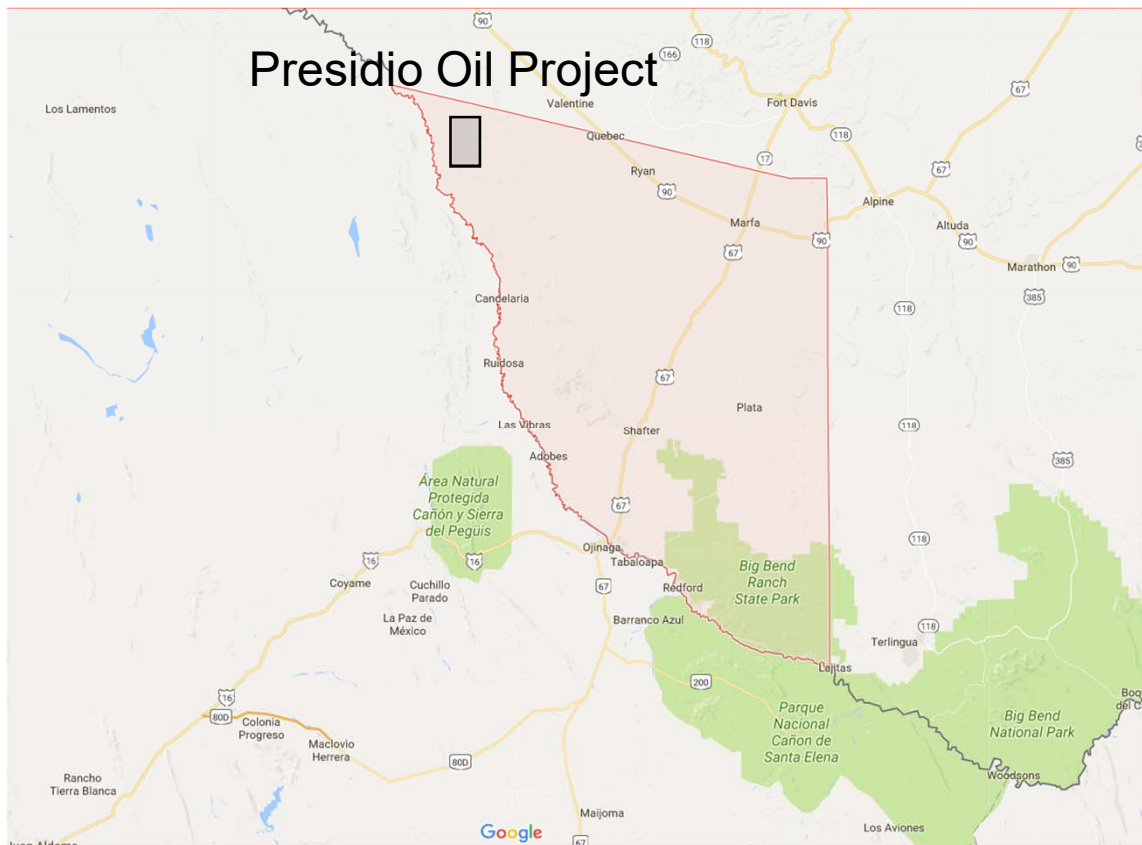 Presidio Oil Project
90
118
166
67
Los Lamentos
Valentine
Fort Davis
118
Quebec
17
67
Ryan
90
Alpine
Marfa
Altuda
90
90
67
Marathon
90
Candelaria
385
118
Ruidosa
67
Plata
Las Vibras
118
Shafter
Adobes
385
Área Natural
Protegida
Cañón y Sierra
del Pegüis
67
118
Ojinaga
16
16
Tabaloapa
Big Bend
Ranch
State Park
Coyame
Cuchillo
Parado
67
Redford
La Paz de
México
Barranco Azul
118
Terlingua
Lajitas
200
16
80D
Colonia
Progreso
Parque
Nacional
Cañon de
Santa Elena
Big Bend
National Park
Maclovio
Herrera
80D
Rancho
Tierra Blanca
Woodsons
Maijoma
Google
67
Los Aviones